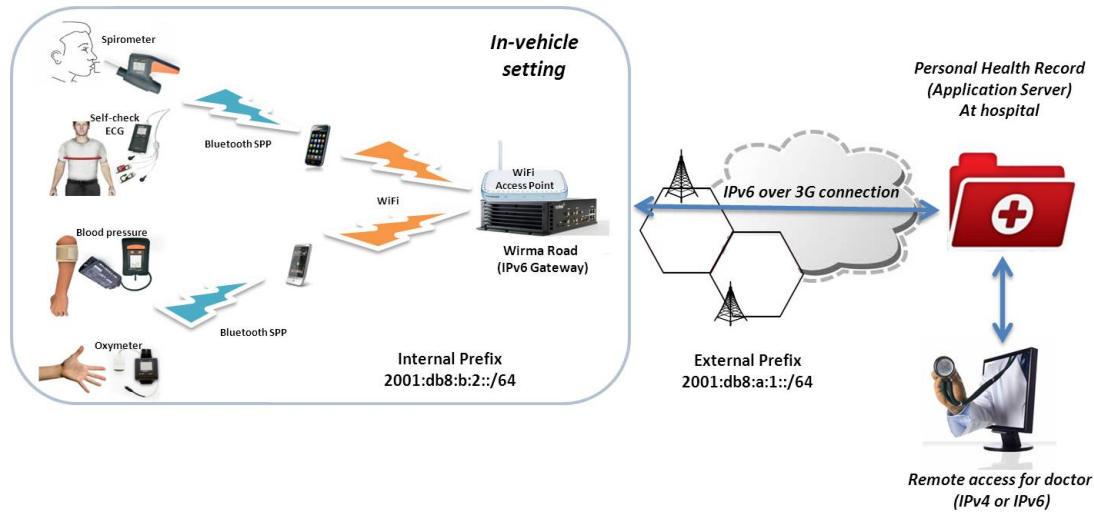 Spirometer
In-vehicle
setting
Self-check
ECG
Bluetooth SPP
WiFi
WiFi
Access Point
Wirma Road
(IPv6 Gateway)
Blood pressure
Bluetooth SPP
Oxymeter
Internal Prefix
2001:db8:b:2::/64
IPv6 over 3G connection
External Prefix
2001:db8:a:1::/64
Personal Health Record
(Application Server)
At hospital
Remote access for doctor
(IPv4 or IPv6)